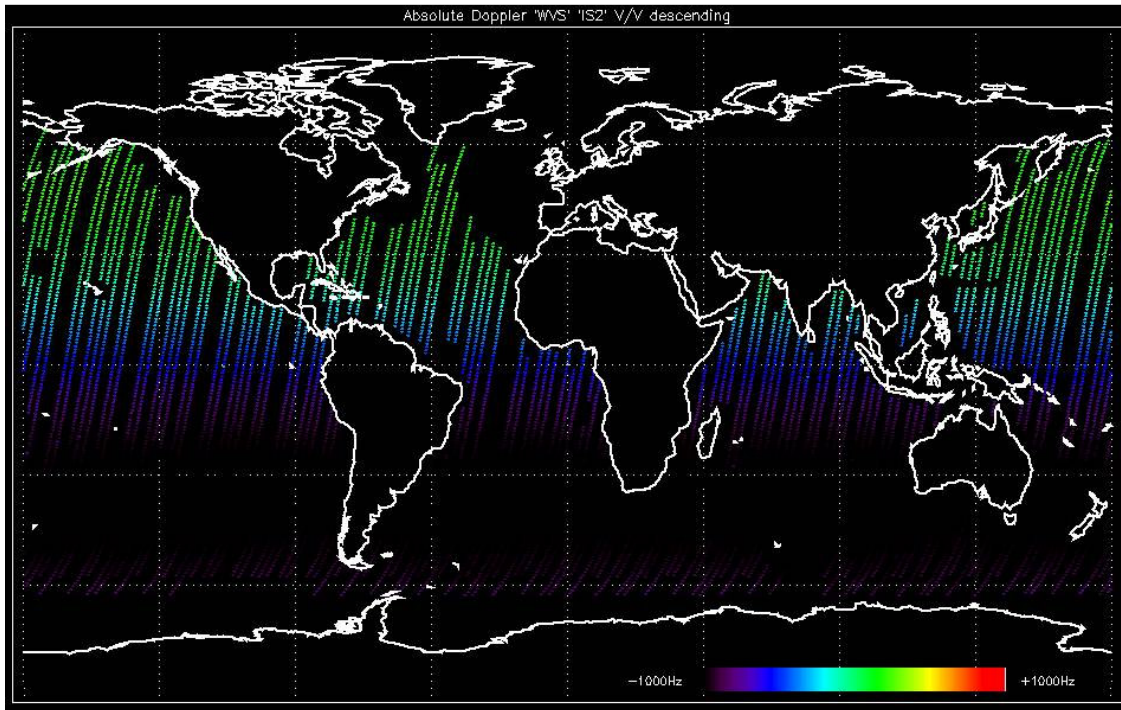 Absolute Doppler 'WVS' 'IS2' V/V descending
-1000Hz +1000Hz